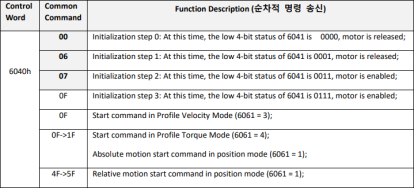 Control Word
Common Command
Function Description (순차적 명령 송신)
6040h
00
Initialization step 0: At this time, the low 4-bit status of 6041 is 0000, motor is released;
06
Initialization step 1: At this time, the low 4-bit status of 6041 is 0001, motor is released;
07
Initialization step 2: At this time, the low 4-bit status of 6041 is 0011, motor is enabled;
0F
Initialization step 3: At this time, the low 4-bit status of 6041 is 0111, motor is enabled;
0F
Start command in Profile Velocity Mode (6061 = 3);
0F->1F
Start command in Profile Torque Mode (6061 = 4);
Absolute motion start command in position mode (6061 = 1);
4F->5F
Relative motion start command in position mode (6061 = 1);